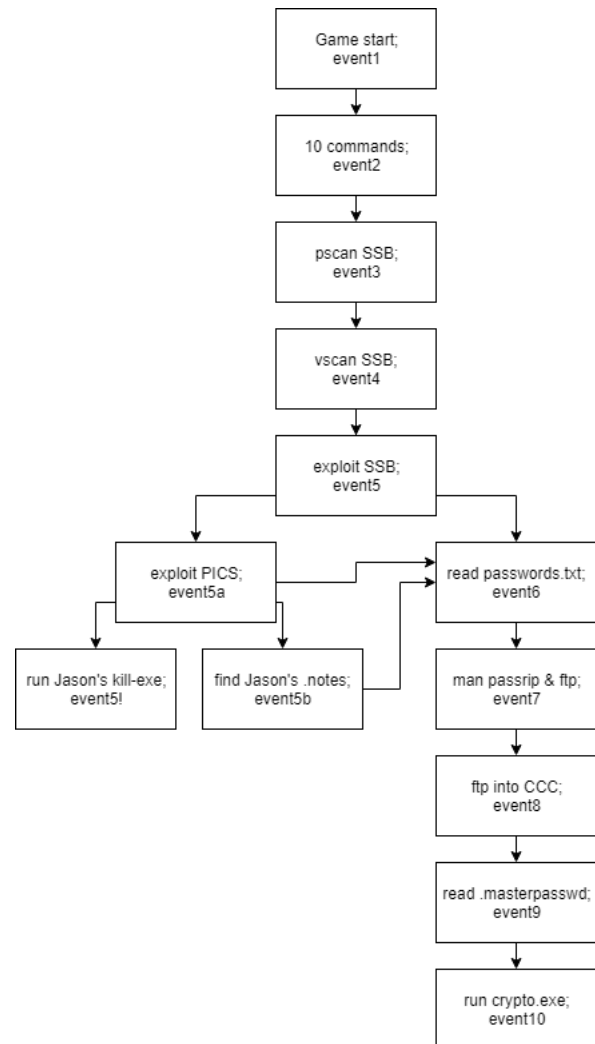 Game start;
event1
10 commands;
event2
pscan SSB;
event3
vscan SSB;
event4
exploit SSB;
event5
exploit PICS;
event5a
read passwords.txt;
event6
run Jason's kill-exe;
event5!
find Jason's .notes;
event5b
man passrip & ftp;
event7
ftp into CCC;
event8
read .masterpasswd;
event9
run crypto.exe;
event10